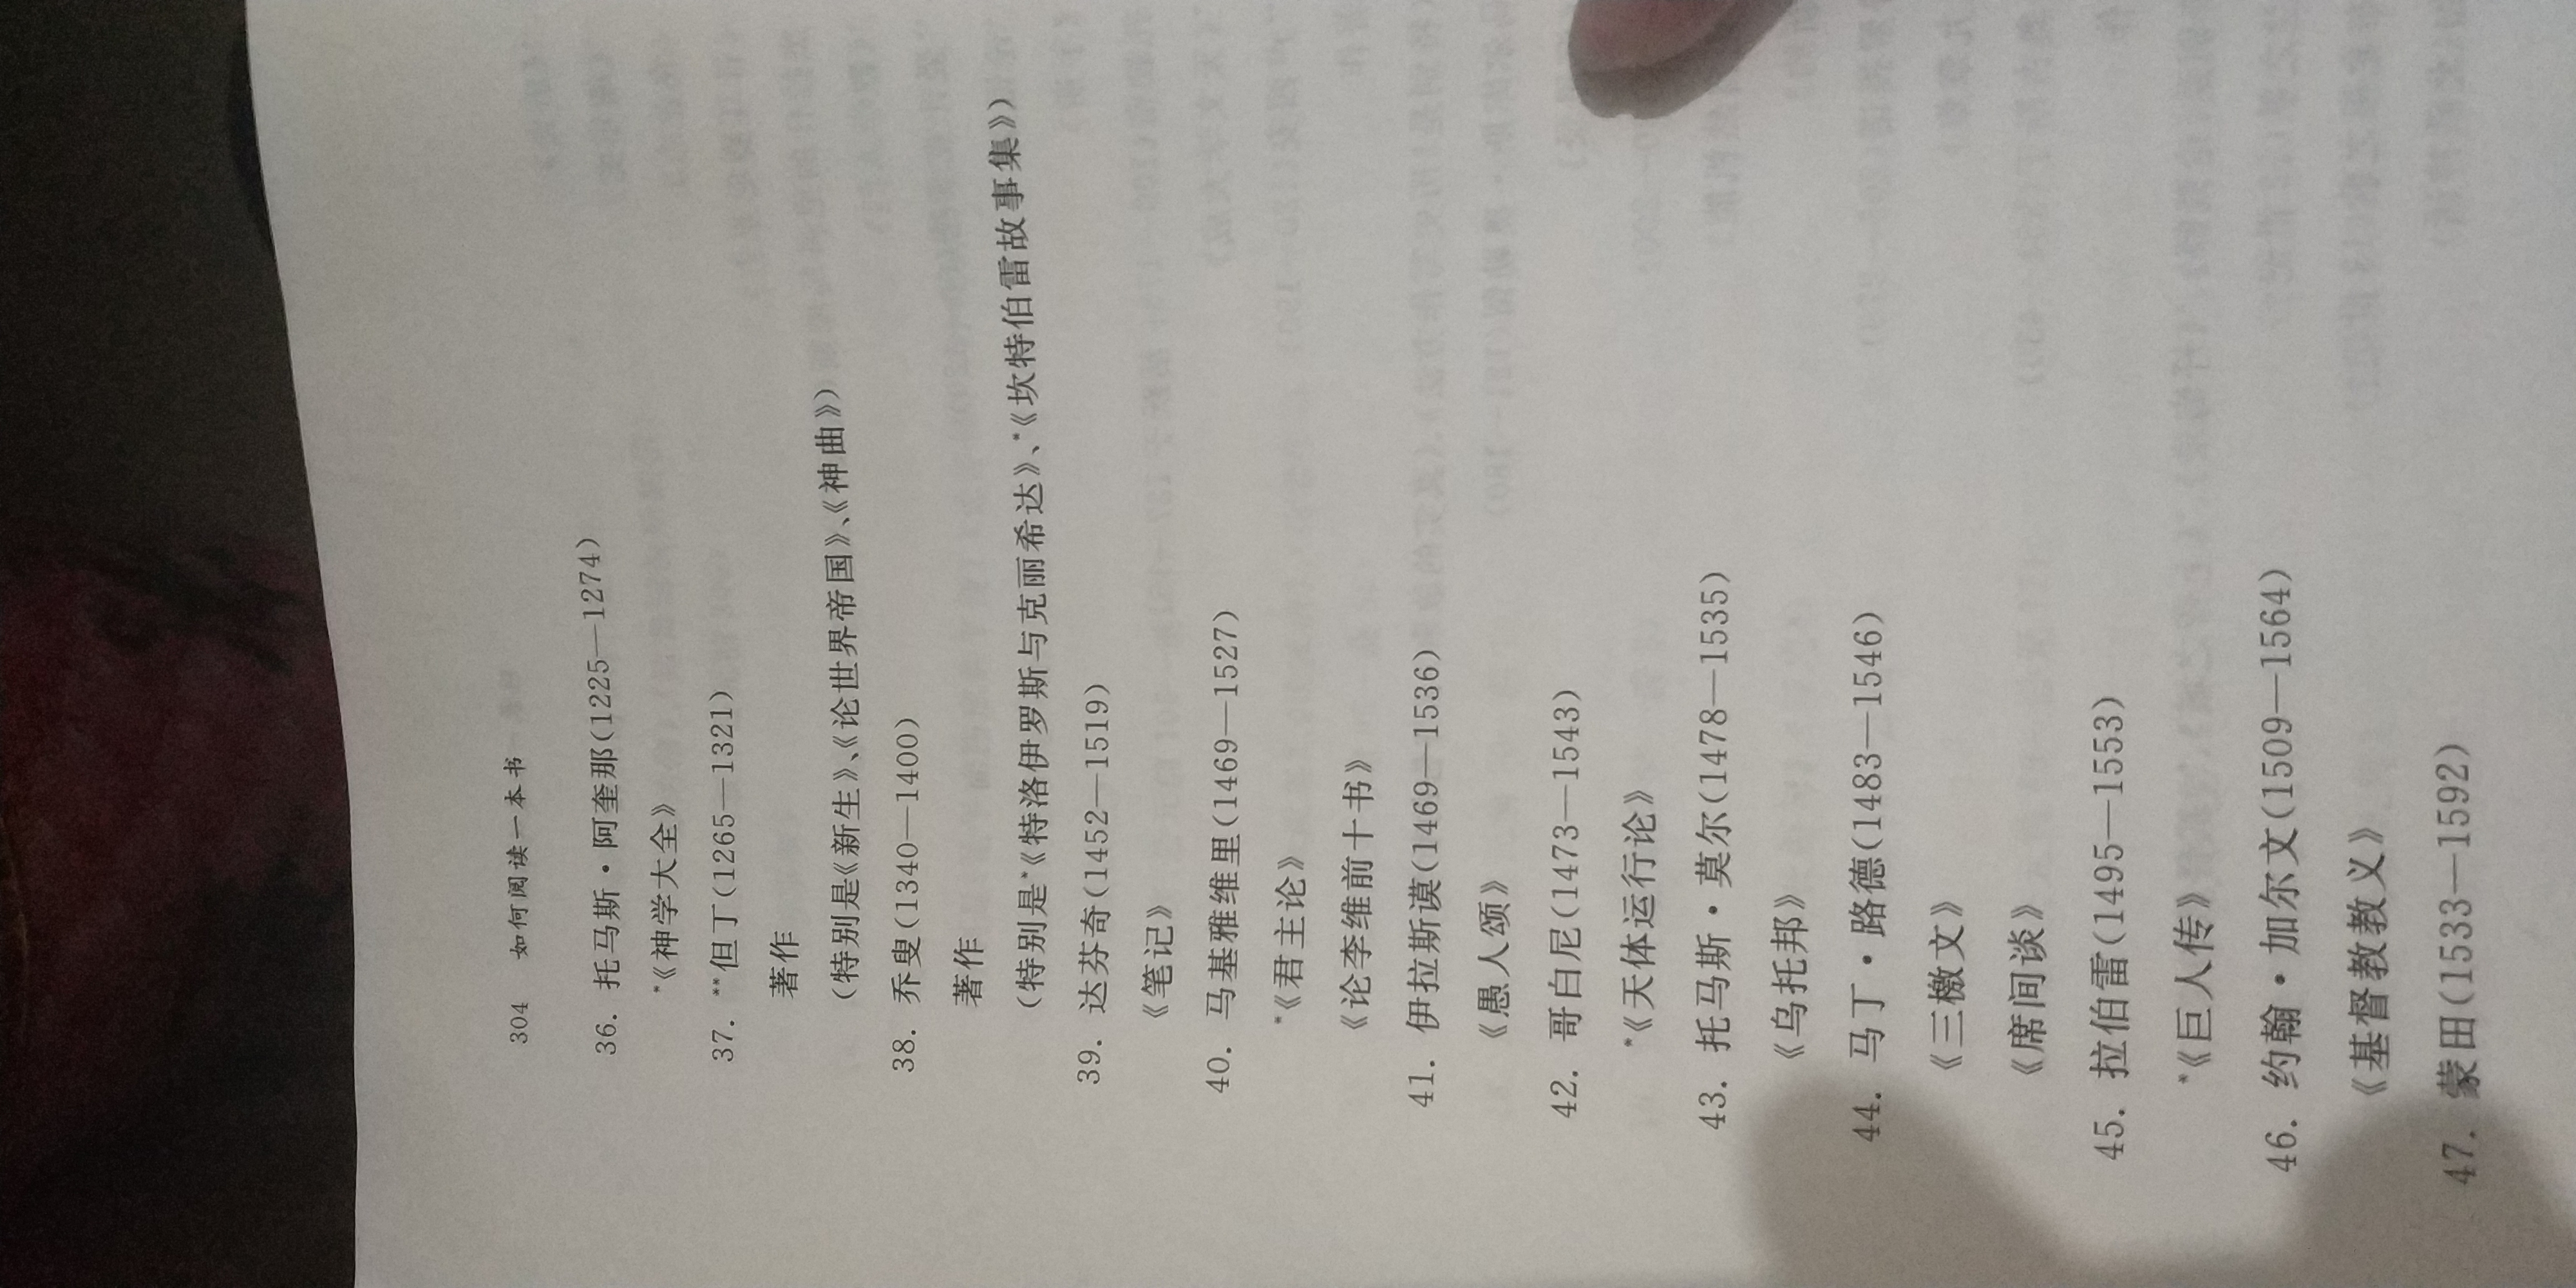 304 如何阅读一本书
36. 托马斯·阿奎那(1225—1274)
*《神学大全》
37. **但丁(1265—1321)
著作
(特别是《新生》、《论世界帝国》、《神曲》)
38. 乔叟(1340—1400)
著作
(特别是*《特洛伊罗斯与克丽希达》、*《坎特伯雷故事集》)
39. 达芬奇(1452—1519)
《笔记》
40. 马基雅维里(1469—1527)
*《君主论》
《论李维前十书》
41. 伊拉斯谟(1469—1536)
《愚人颂》
42. 哥白尼(1473—1543)
*《天体运行论》
43. 托马斯·莫尔(1478—1535)
《乌托邦》
44. 马丁·路德(1483—1546)
《三檄文》
《席间谈》
45. 拉伯雷(1495—1553)
*《巨人传》
46. 约翰·加尔文(1509—1564)
《基督教教义》
47. 蒙田(1533—1592)